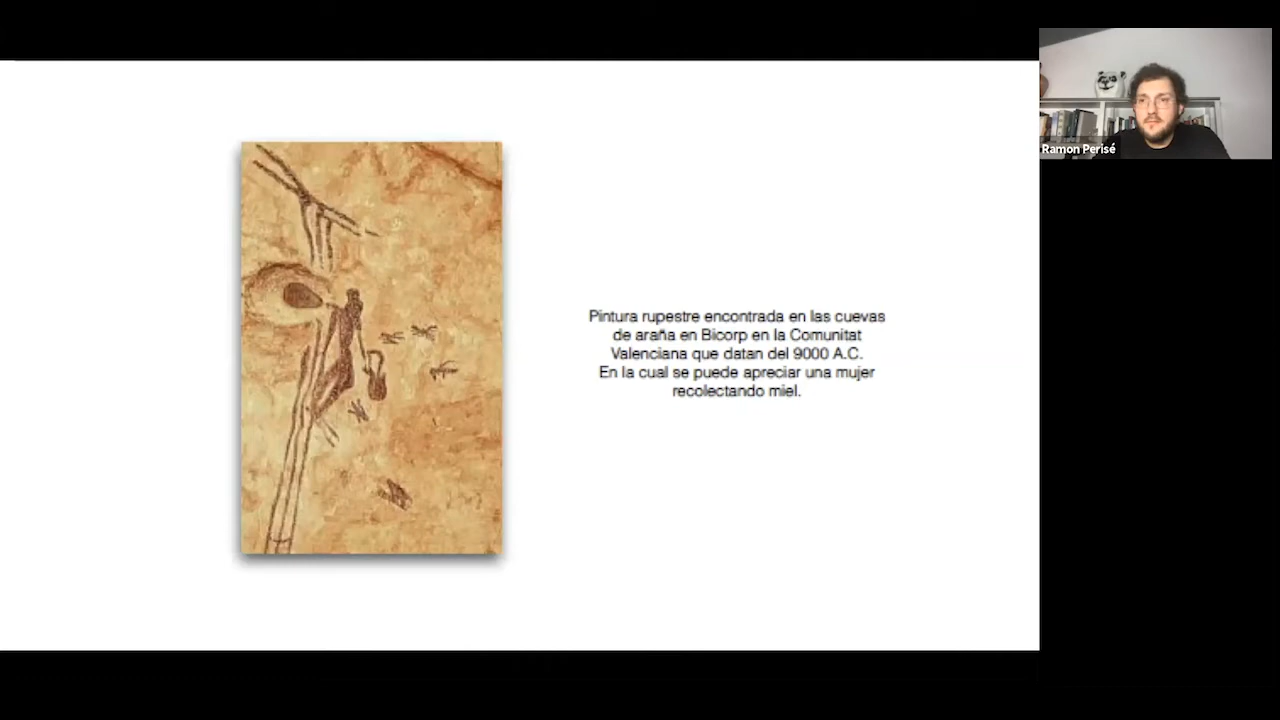 Pintura rupestre encontrada en las cuevas
de araña en Bicorp en la Comunitat
Valenciana que datan del 9000 A.C.
En la cual se puede apreciar una mujer
recolectando miel.
Ramon Perisé